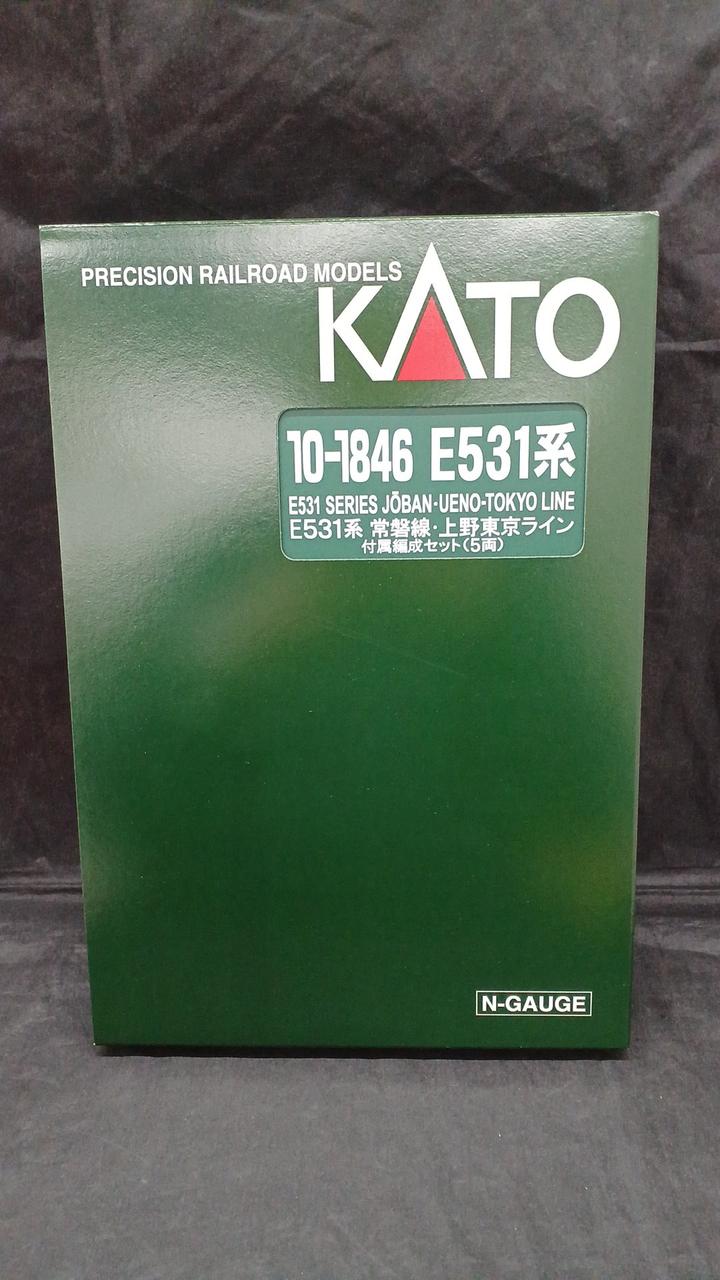 PRECISION RAILROAD MODELS
KATO
10-1846 E531系
E531 SERIES JŌBAN·UENO-TOKYO LINE
E531系 常磐線·上野東京ライン
付属編成セット(5両)
N-GAUGE